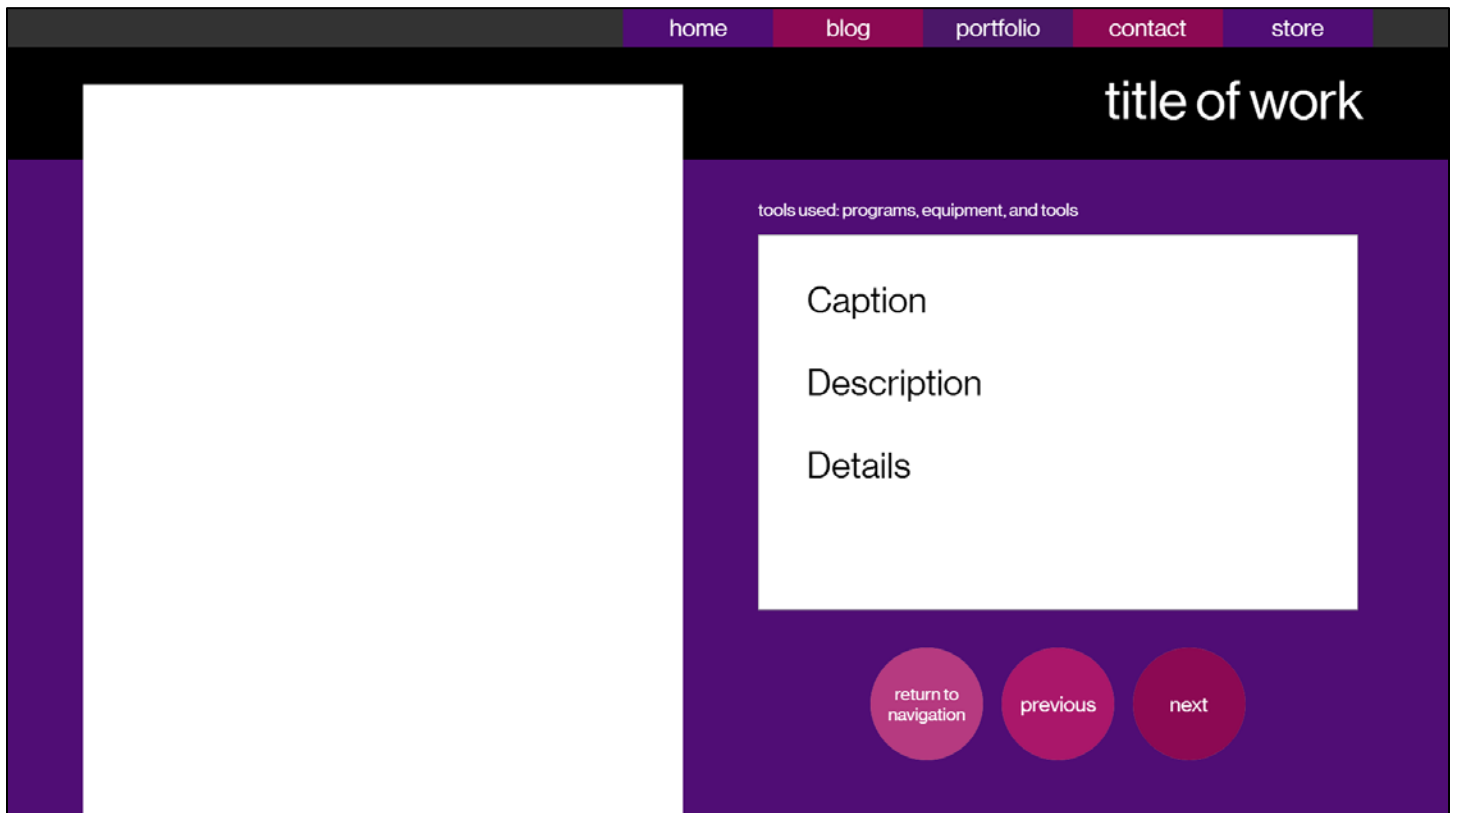 home blog portfolio contact store
title of work
tools used: programs, equipment, and tools
Caption
Description
Details
return to
navigation
previous
next